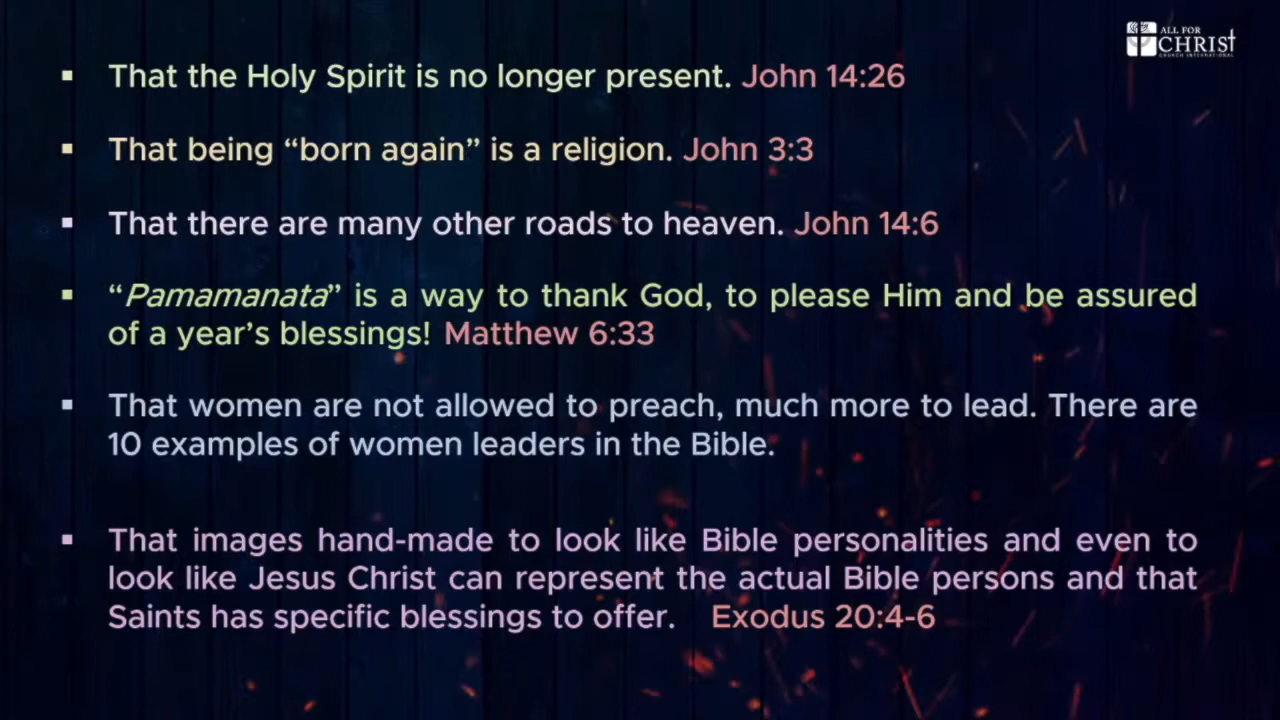 ALL FOR
CHRIST
CHURCH INTERNATIONAL
▪ That the Holy Spirit is no longer present. John 14:26
▪ That being “born again” is a religion. John 3:3
▪ That there are many other roads to heaven. John 14:6
▪ “Pamamanata” is a way to thank God, to please Him and be assured
of a year’s blessings! Matthew 6:33
▪ That women are not allowed to preach, much more to lead. There are
10 examples of women leaders in the Bible.
▪ That images hand-made to look like Bible personalities and even to
look like Jesus Christ can represent the actual Bible persons and that
Saints has specific blessings to offer. Exodus 20:4-6